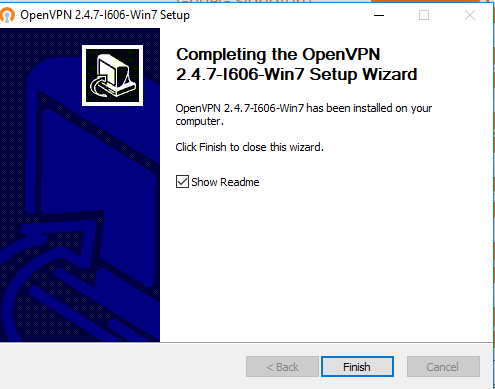 OpenVPN 2.4.7-I606-Win7 Setup
Completing the OpenVPN
2.4.7-I606-Win7 Setup Wizard
OpenVPN 2.4.7-I606-Win7 has been installed on your
computer.
Click Finish to close this wizard.
Show Readme
< Back
Finish
Cancel